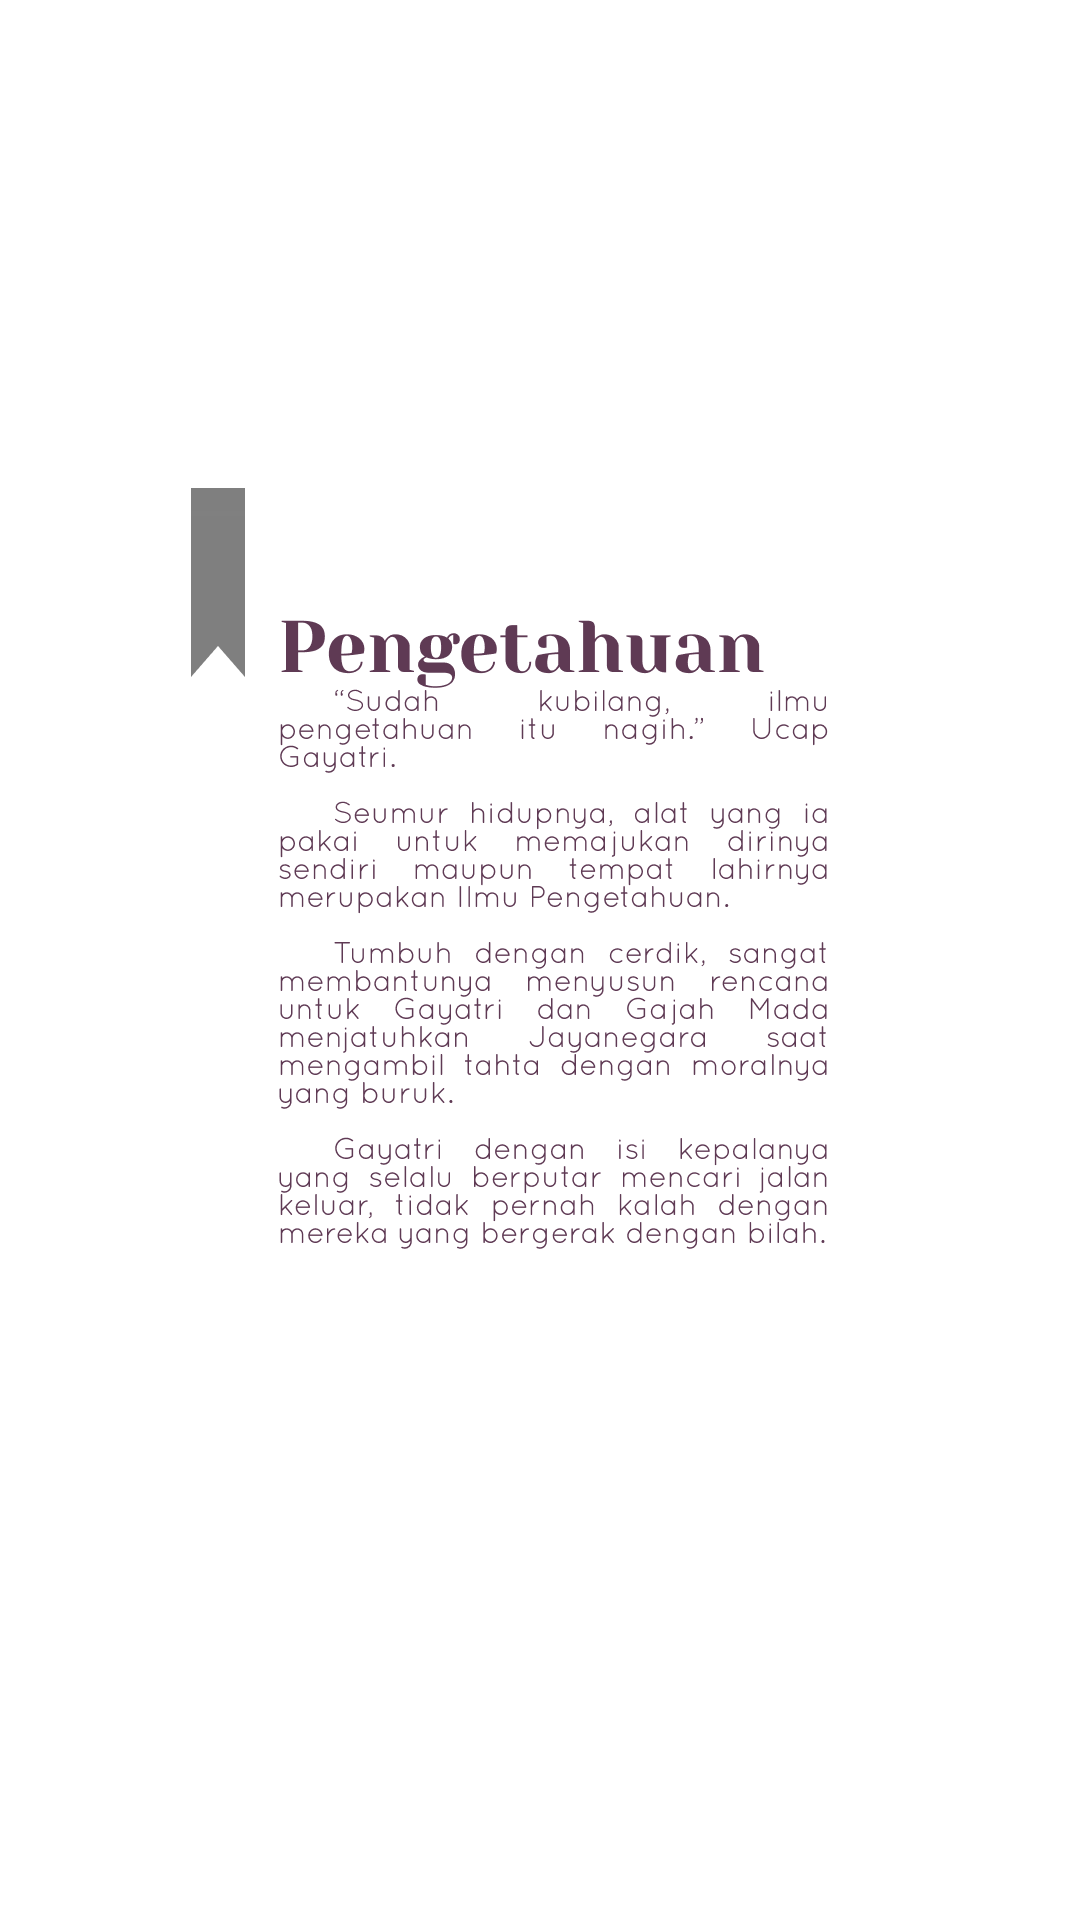 Pengetahuan
“Sudah kubilang, ilmu
pengetahuan itu nagih.” Ucap
Gayatri.
Seumur hidupnya, alat yang ia
pakai untuk memajukan dirinya
sendiri maupun tempat lahirnya
merupakan Ilmu Pengetahuan.
Tumbuh dengan cerdik, sangat
membantunya menyusun rencana
untuk Gayatri dan Gajah Mada
menjatuhkan Jayanegara saat
mengambil tahta dengan moralnya
yang buruk.
Gayatri dengan isi kepalanya
yang selalu berputar mencari jalan
keluar, tidak pernah kalah dengan
mereka yang bergerak dengan bilah.